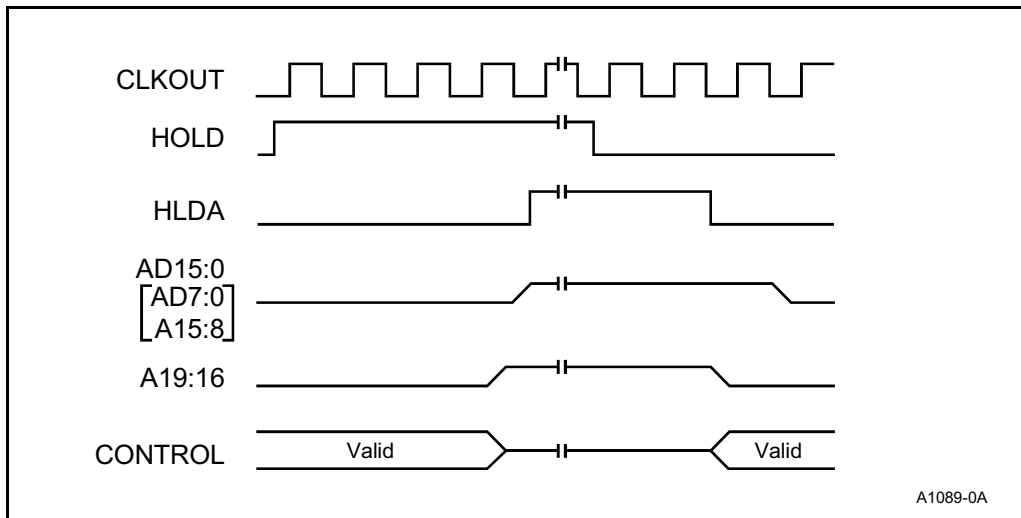 CLKOUT
HOLD
HLDA
AD15:0
AD7:0
A15:8
A19:16
CONTROL
Valid
Valid
A1089-0A